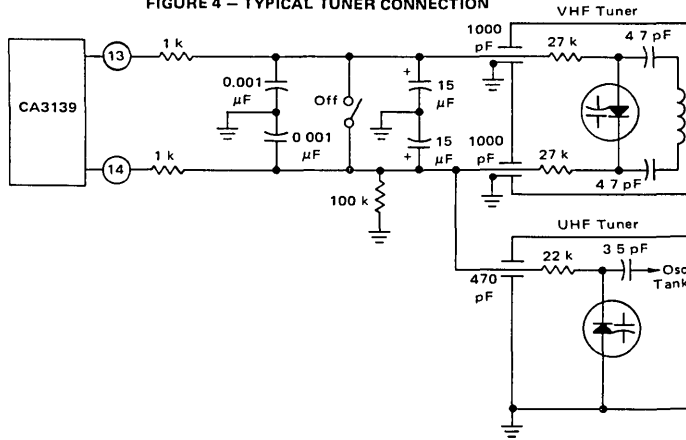 FIGURE 4 – TYPICAL TUNER CONNECTION
VHF Tuner
1000
pF
27 k
4 7 pF
13
1 k
0.001
μF
Off
+
15
μF
CA3139
0 001
μF
15
μF
+
1000
pF
27 k
4 7 pF
14
1 k
100 k
UHF Tuner
22 k
3 5 pF
Osc
Tank
470
pF